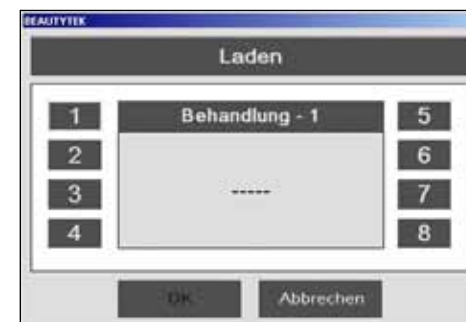 BEAUTYTEK
Laden
1
Behandlung - 1
5
2
6
3
-----
7
4
8
OK
Abbrechen